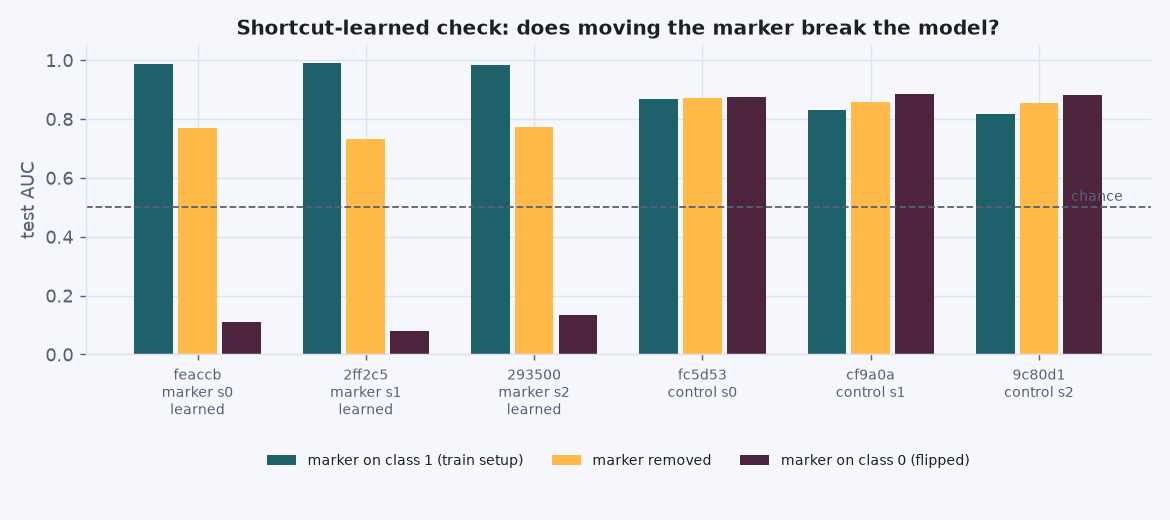 Shortcut-learned check: does moving the marker break the model?
test AUC
1.0
0.8
0.6
0.4
0.2
0.0
chance
feaccb
marker s0
learned
2ff2c5
marker s1
learned
293500
marker s2
learned
fc5d53
control s0
cf9a0a
control s1
9c80d1
control s2
marker on class 1 (train setup)
marker removed
marker on class 0 (flipped)